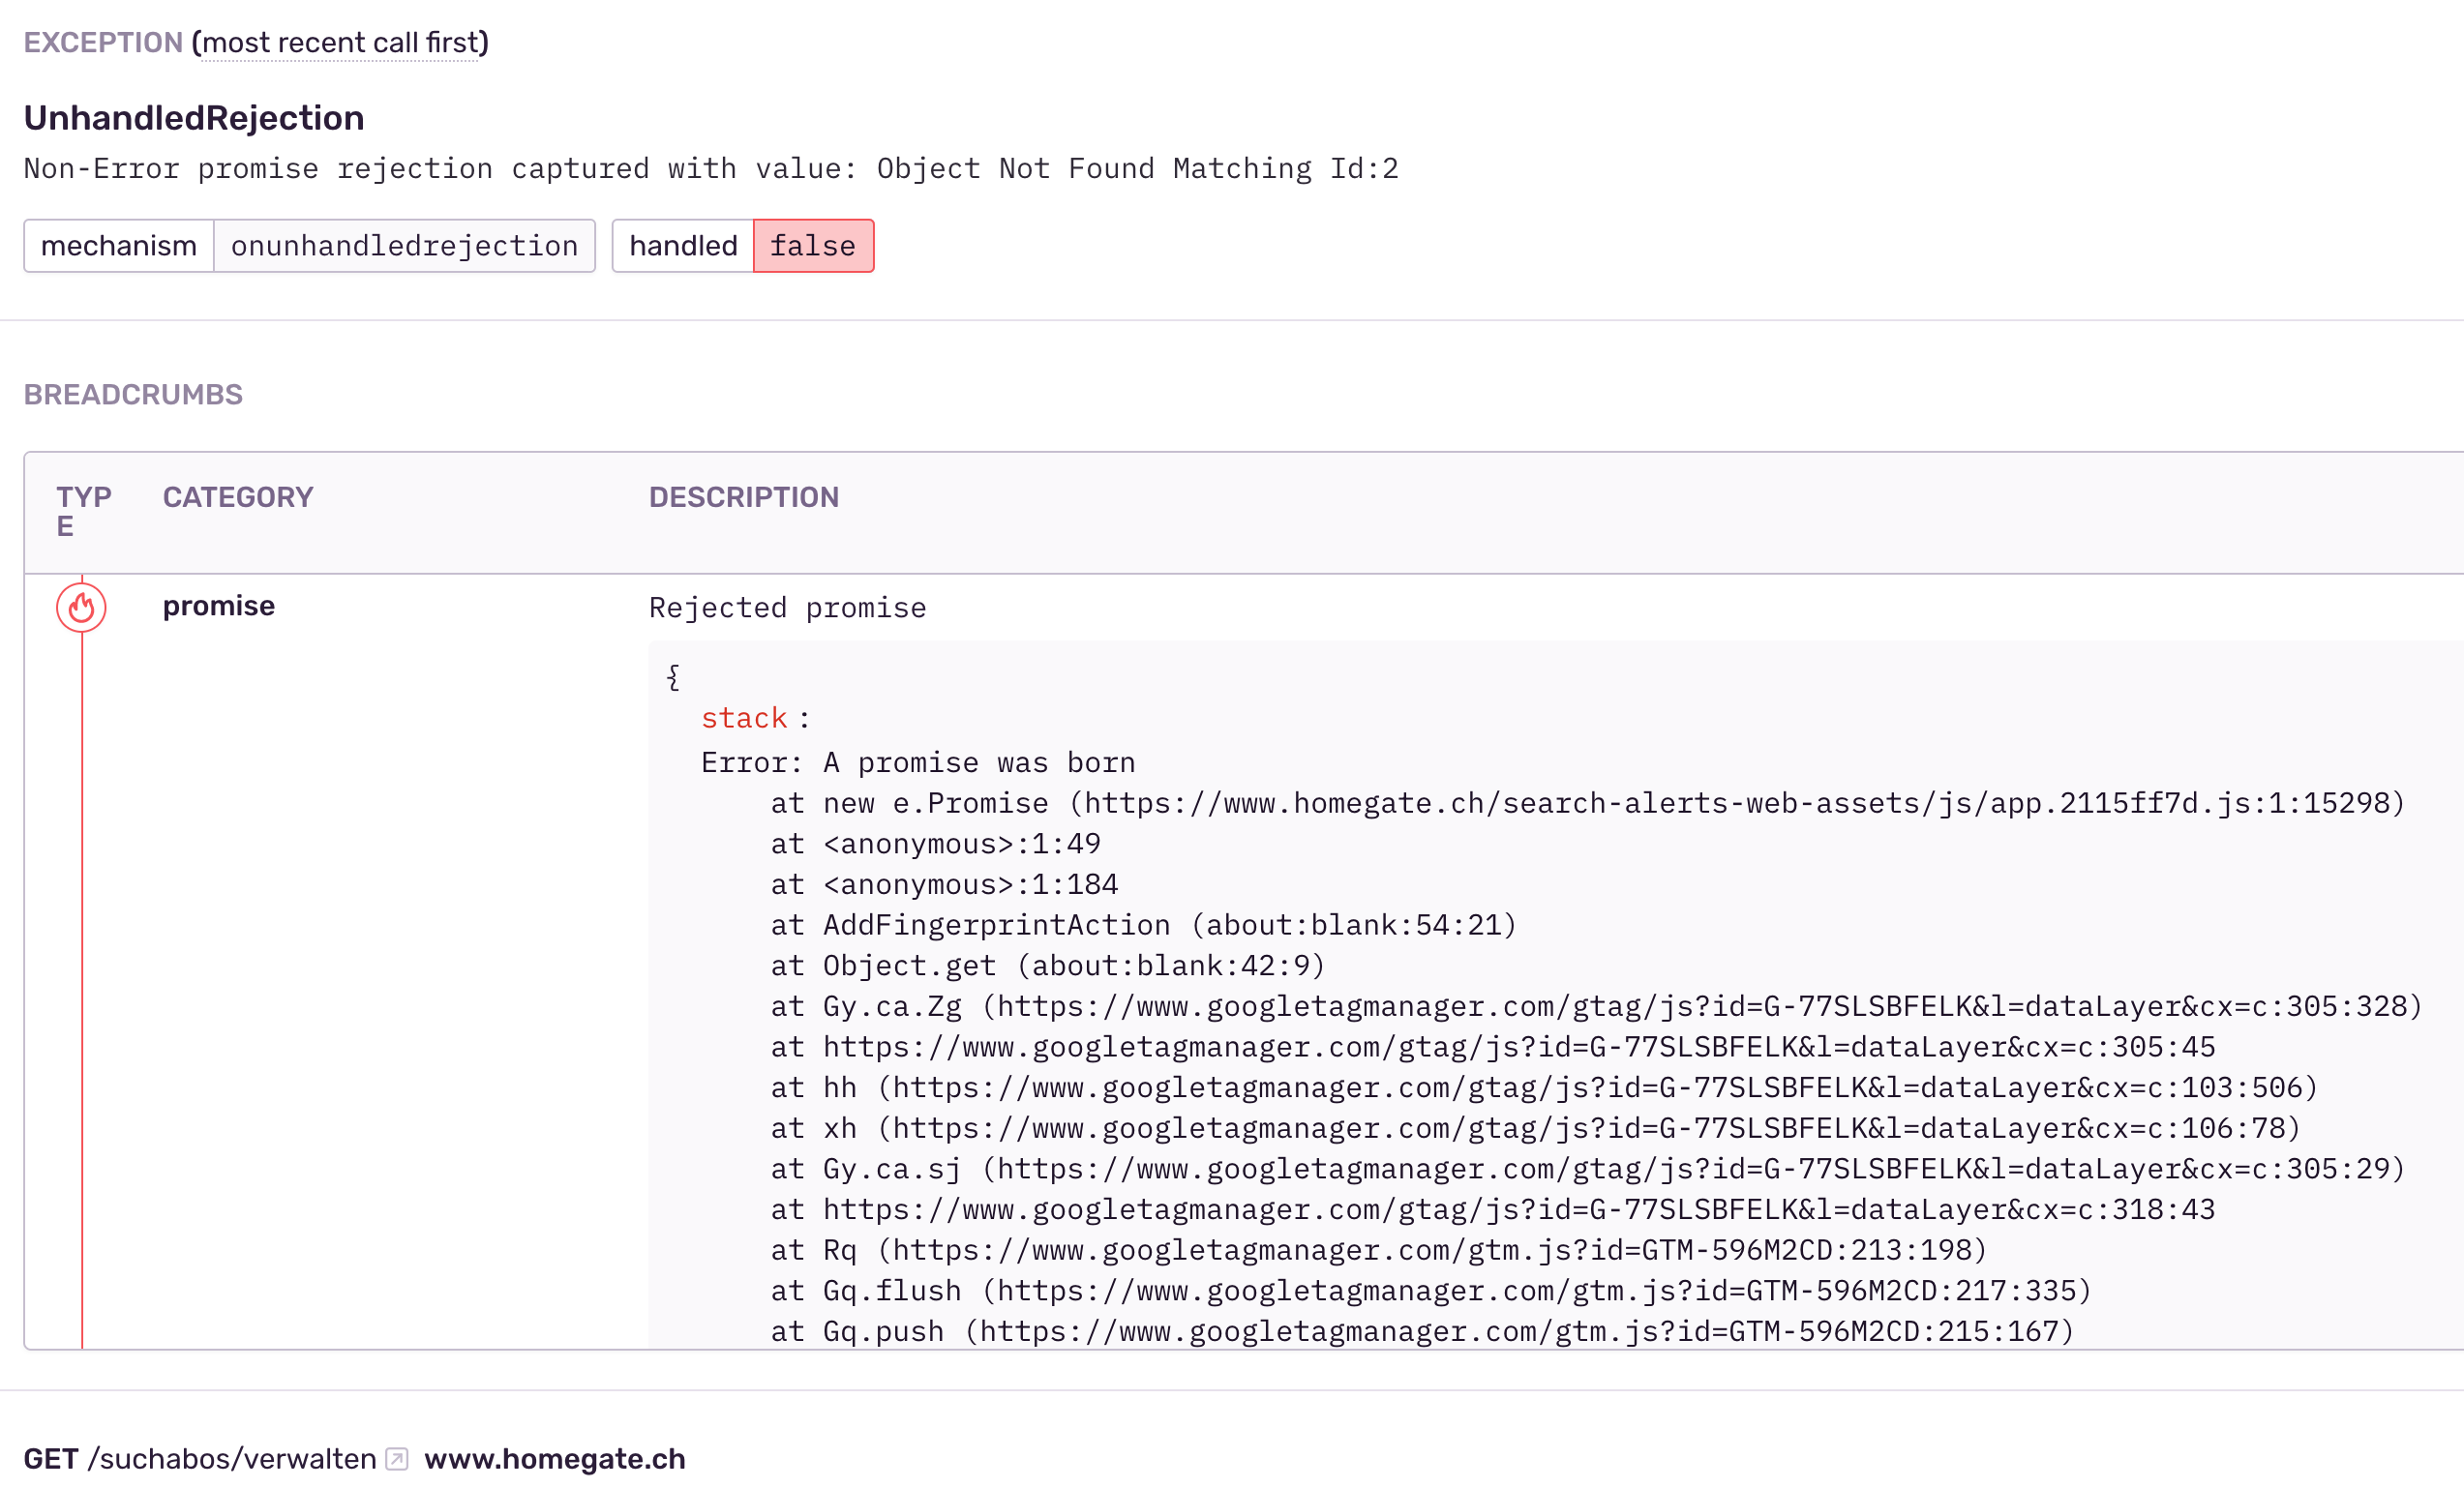 EXCEPTION (most recent call first)
UnhandledRejection
Non-Error promise rejection captured with value: Object Not Found Matching Id:2
mechanism onunhandledrejection handled false
BREADCRUMBS
TYP
E
CATEGORY DESCRIPTION
promise Rejected promise
{
stack :
Error: A promise was born
at new e.Promise (https://www.homegate.ch/search-alerts-web-assets/js/app.2115ff7d.js:1:15298)
at <anonymous>:1:49
at <anonymous>:1:184
at AddFingerprintAction (about:blank:54:21)
at Object.get (about:blank:42:9)
at Gy.ca.Zg (https://www.googletagmanager.com/gtag/js?id=G-77SLSBFELK&l=dataLayer&cx=c:305:328)
at https://www.googletagmanager.com/gtag/js?id=G-77SLSBFELK&l=dataLayer&cx=c:305:45
at hh (https://www.googletagmanager.com/gtag/js?id=G-77SLSBFELK&l=dataLayer&cx=c:103:506)
at xh (https://www.googletagmanager.com/gtag/js?id=G-77SLSBFELK&l=dataLayer&cx=c:106:78)
at Gy.ca.sj (https://www.googletagmanager.com/gtag/js?id=G-77SLSBFELK&l=dataLayer&cx=c:305:29)
at https://www.googletagmanager.com/gtag/js?id=G-77SLSBFELK&l=dataLayer&cx=c:318:43
at Rq (https://www.googletagmanager.com/gtm.js?id=GTM-596M2CD:213:198)
at Gq.flush (https://www.googletagmanager.com/gtm.js?id=GTM-596M2CD:217:335)
at Gq.push (https://www.googletagmanager.com/gtm.js?id=GTM-596M2CD:215:167)
GET /suchabos/verwalten www.homegate.ch